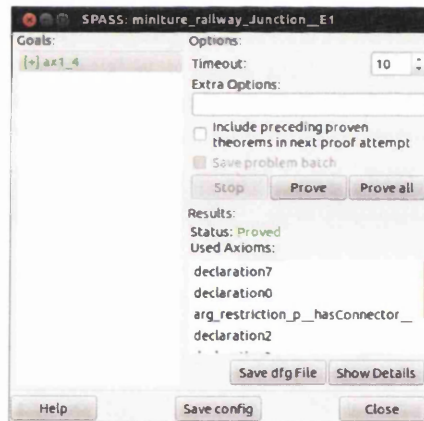 SPASS: miniture_railway_Junction__E1
Goals:
[+] ax1_4
Options:
Timeout:
10
Extra Options:
Include preceding proven
theorems in next proof attempt
Save problem batch
Stop
Prove
Prove all
Results:
Status: Proved
Used Axioms:
declaration7
declaration0
arg_restriction_p__hasConnector__
declaration2
Save dfg File
Show Details
Help
Save config
Close